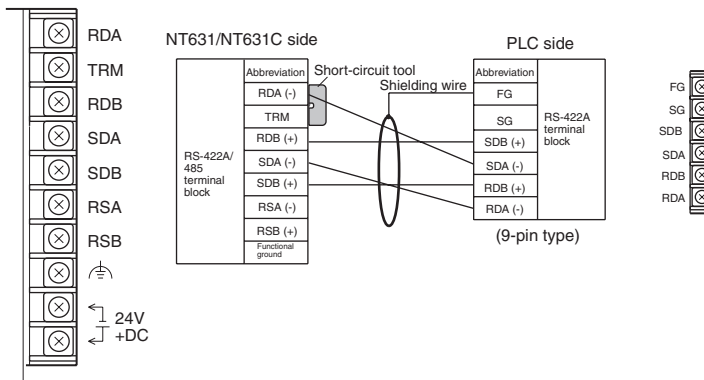 RDA
TRM
RDB
SDA
SDB
RSA
RSB
24V
+DC
NT631/NT631C side
Abbreviation
RDA (-)
TRM
RDB (+)
SDA (-)
SDB (+)
RSA (-)
RSB (+)
Functional
ground
RS-422A/
485
terminal
block
Short-circuit tool
Shielding wire
PLC side
Abbreviation
FG
SG
SDB (+)
SDA (-)
RDB (+)
RDA (-)
RS-422A
terminal
block
(9-pin type)
FG
SG
SDB
SDA
RDB
RDA